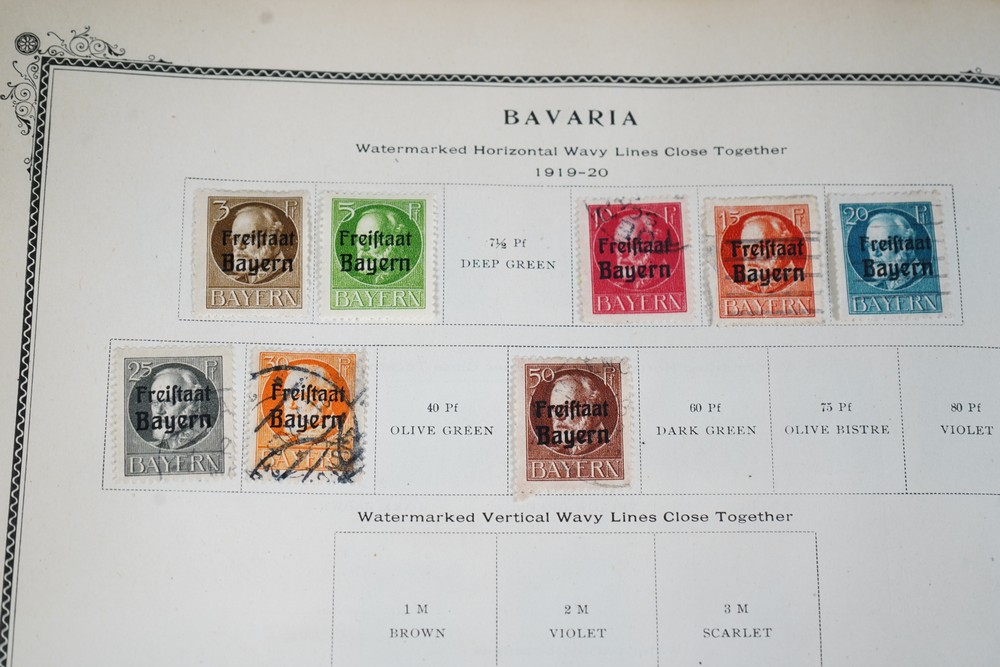 BAVARIA
Watermarked Horizontal Wavy Lines Close Together
1919-20
3 Pf
Freiſtaat
Bayern
BAYERN
5 Pf
Freiſtaat
Bayern
BAYERN
7½ Pf
DEEP GREEN
10 Pf
Freiſtaat
Bayern
BAYERN
15 Pf
Freiſtaat
Bayern
BAYERN
20 Pf
Freiſtaat
Bayern
BAYERN
25 Pf
Freiſtaat
Bayern
BAYERN
30 Pf
Freiſtaat
Bayern
BAYERN
40 Pf
OLIVE GREEN
50 Pf
Freiſtaat
Bayern
BAYERN
60 Pf
DARK GREEN
75 Pf
OLIVE BISTRE
80 Pf
VIOLET
Watermarked Vertical Wavy Lines Close Together
1 M
BROWN
2 M
VIOLET
3 M
SCARLET